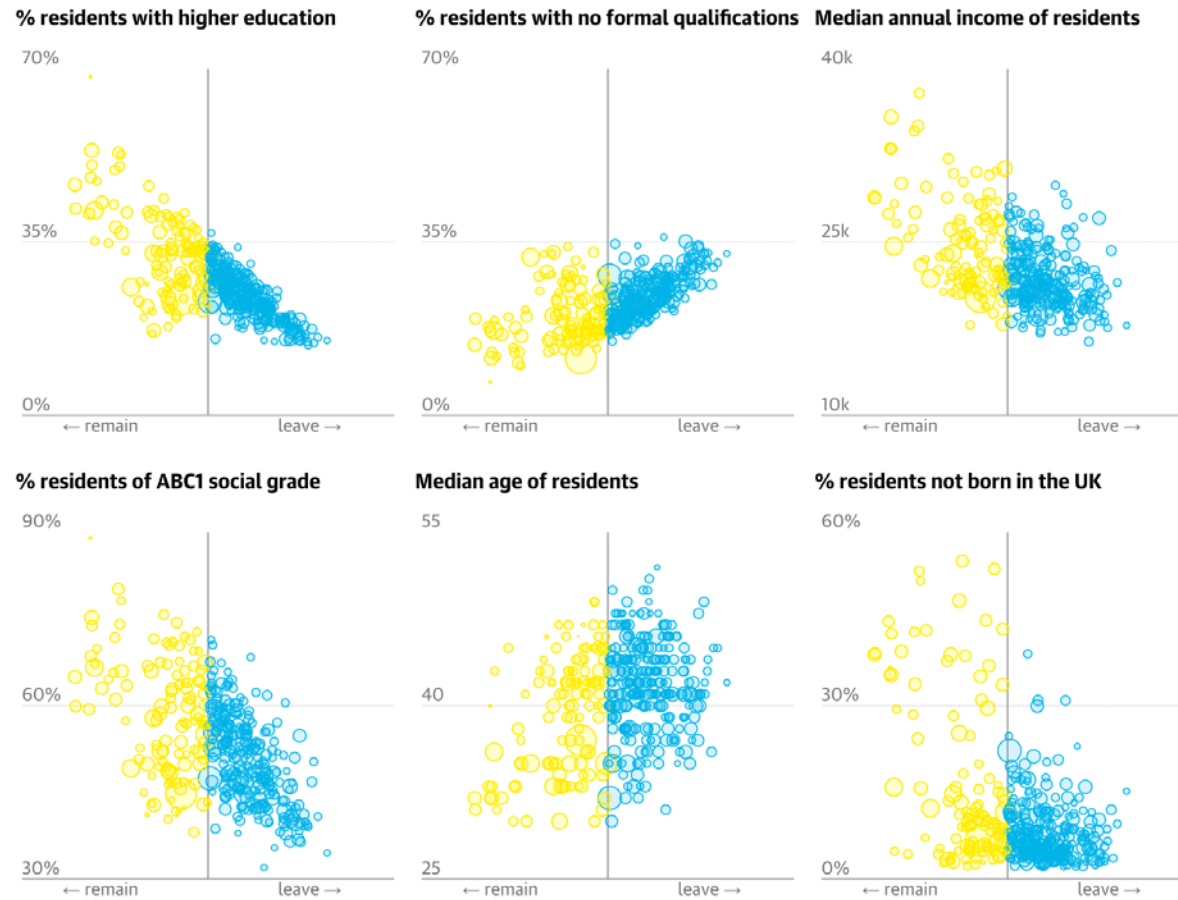 % residents with higher education
70%
35%
0%
← remain
leave →
% residents with no formal qualifications
70%
35%
0%
← remain
leave →
Median annual income of residents
40k
25k
10k
← remain
leave →
% residents of ABC1 social grade
90%
60%
30%
← remain
leave →
Median age of residents
55
40
25
← remain
leave →
% residents not born in the UK
60%
30%
0%
← remain
leave →